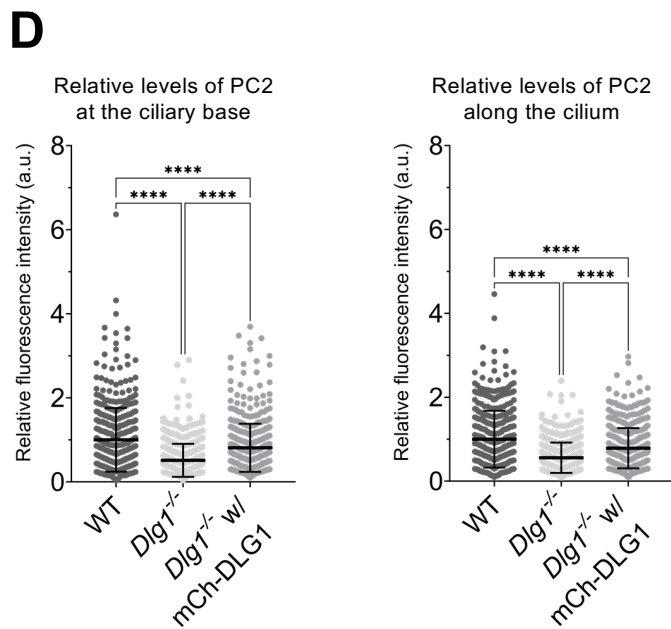 D
Relative levels of PC2
at the ciliary base
Relative fluorescence intensity (a.u.)
8
6
4
2
0
****
****
****
WT
Dlg1-/-
Dlg1-/- w/
mCh-DLG1
Relative levels of PC2
along the cilium
Relative fluorescence intensity (a.u.)
8
6
4
2
0
****
****
****
WT
Dlg1-/-
Dlg1-/- w/
mCh-DLG1